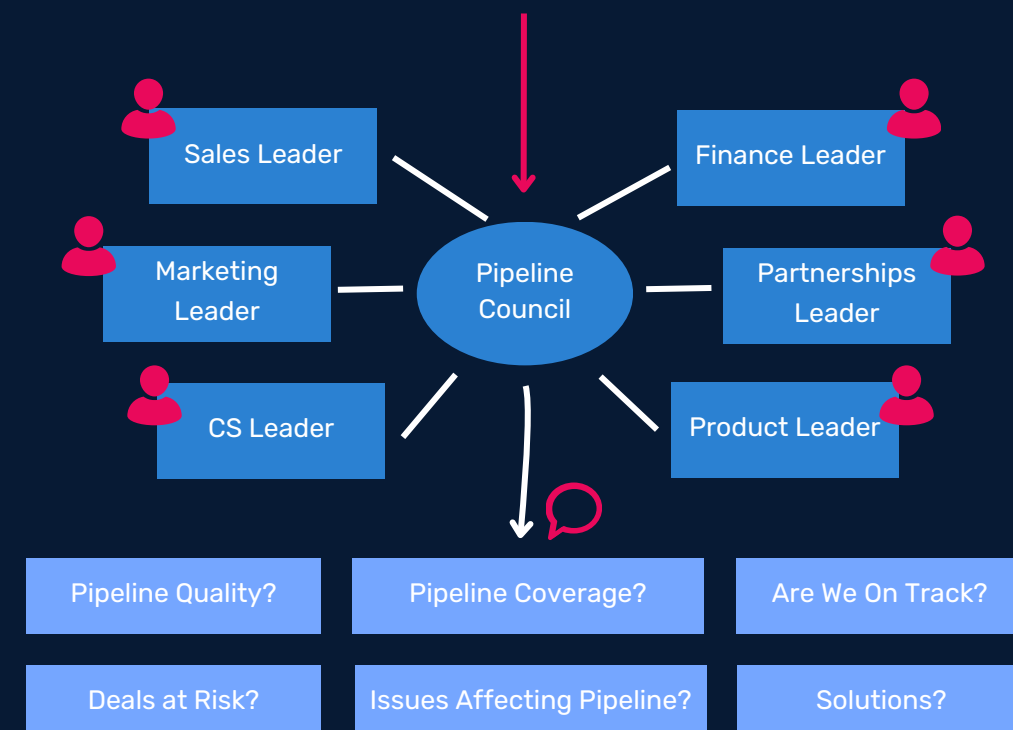 Sales Leader
Finance Leader
Marketing
Leader
Pipeline
Council
Partnerships
Leader
CS Leader
Product Leader
Pipeline Quality?
Pipeline Coverage?
Are We On Track?
Deals at Risk?
Issues Affecting Pipeline?
Solutions?